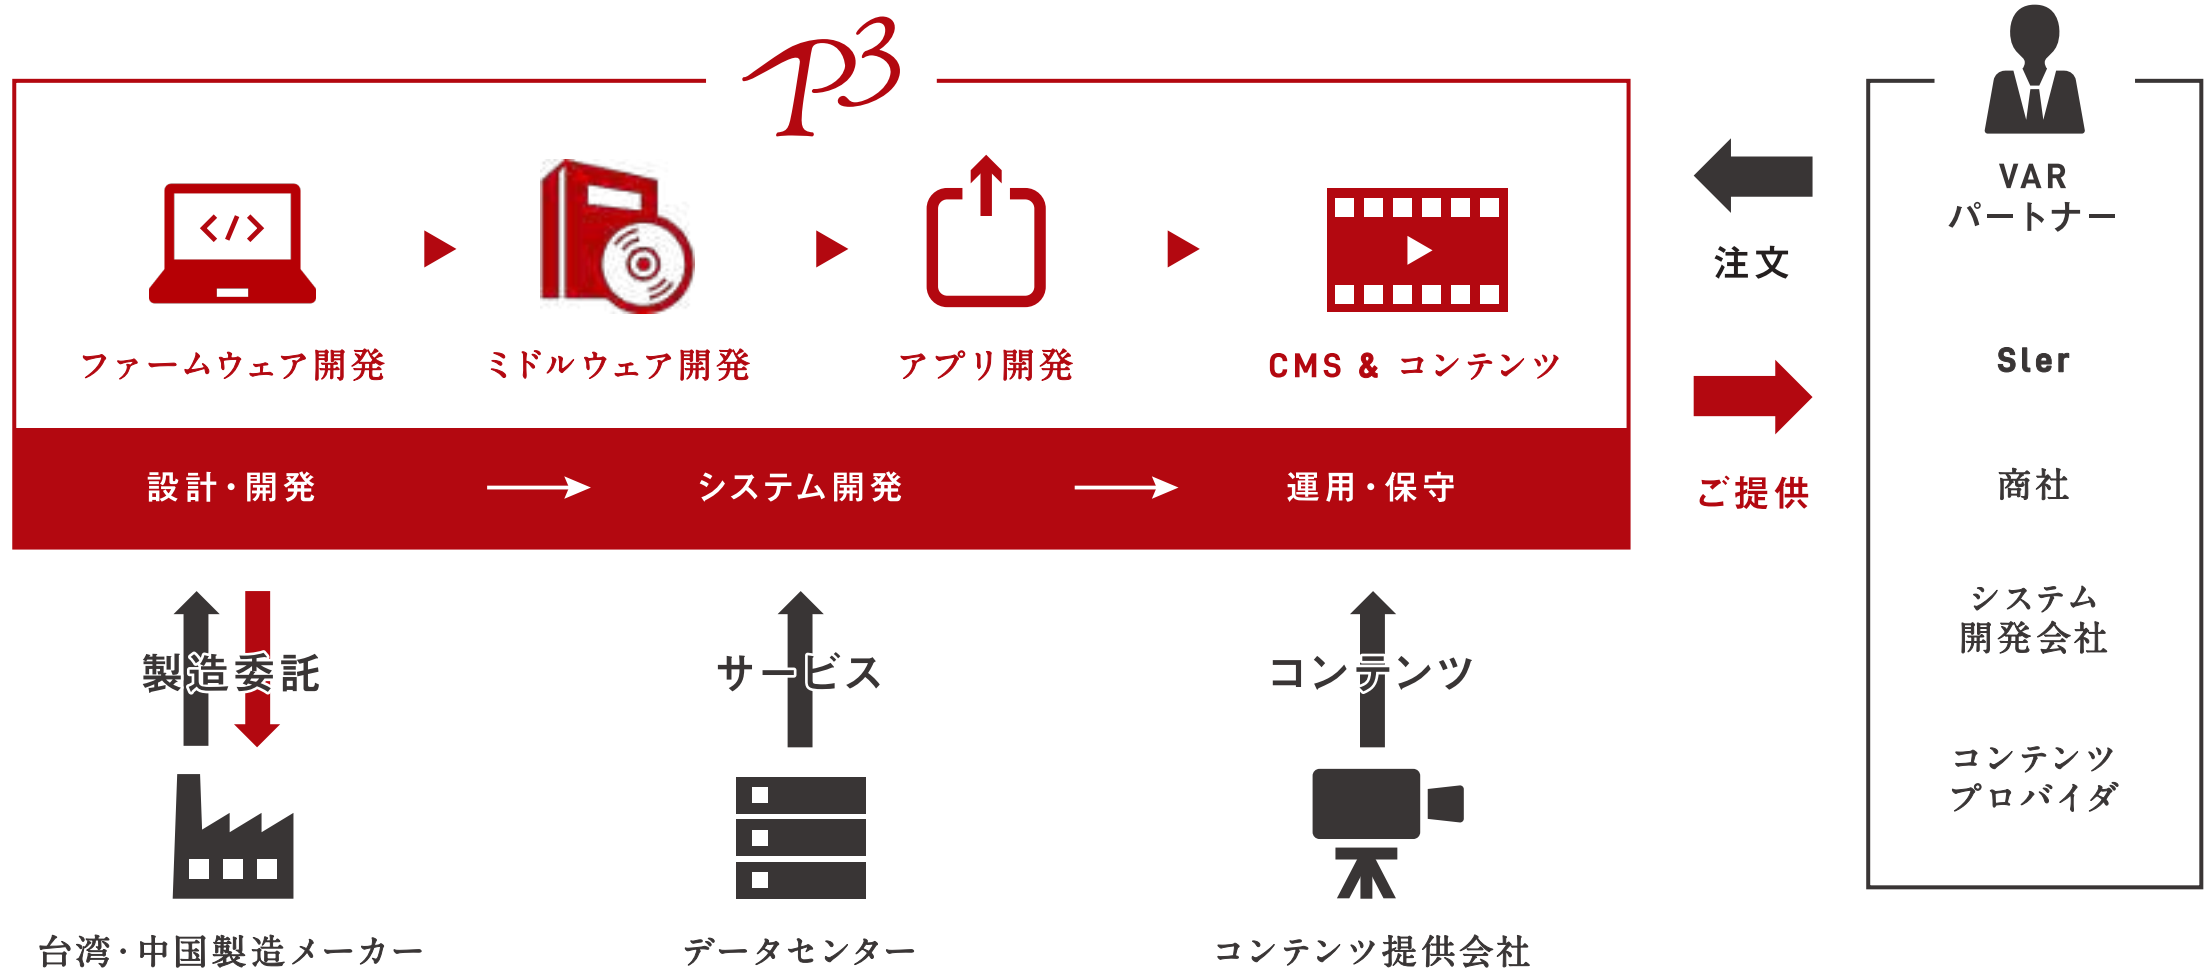 P3
</>
ファームウェア開発
ミドルウェア開発
アプリ開発
CMS & コンテンツ
設計・開発
システム開発
運用・保守
製造委託
サービス
コンテンツ
台湾・中国製造メーカー
データセンター
コンテンツ提供会社
注文
ご提供
VAR
パートナー
SIer
商社
システム
開発会社
コンテンツ
プロバイダ